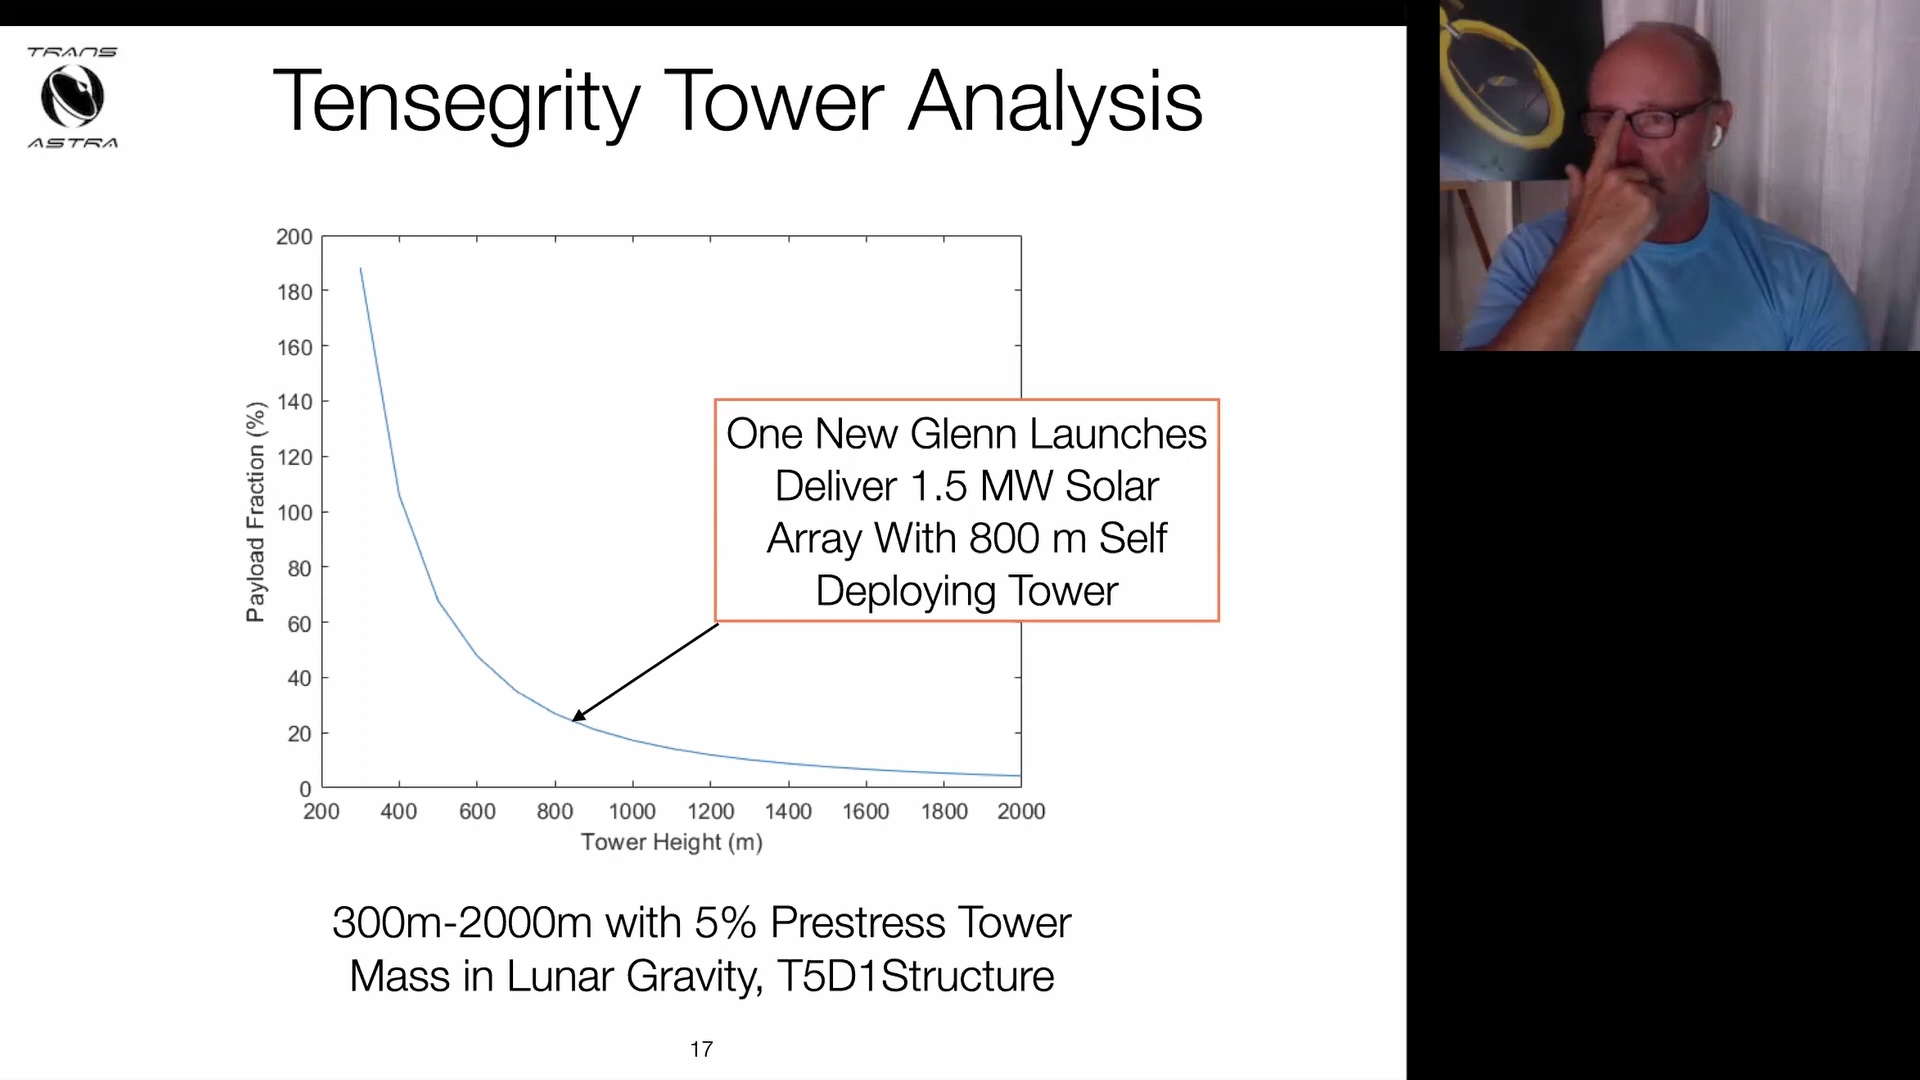 TRANS
ASTRA
Tensegrity Tower Analysis
200
180
160
140
120
100
80
60
40
20
0
Payload Fraction (%)
200 400 600 800 1000 1200 1400 1600 1800 2000
Tower Height (m)
One New Glenn Launches
Deliver 1.5 MW Solar
Array With 800 m Self
Deploying Tower
300m-2000m with 5% Prestress Tower
Mass in Lunar Gravity, T5D1Structure
17